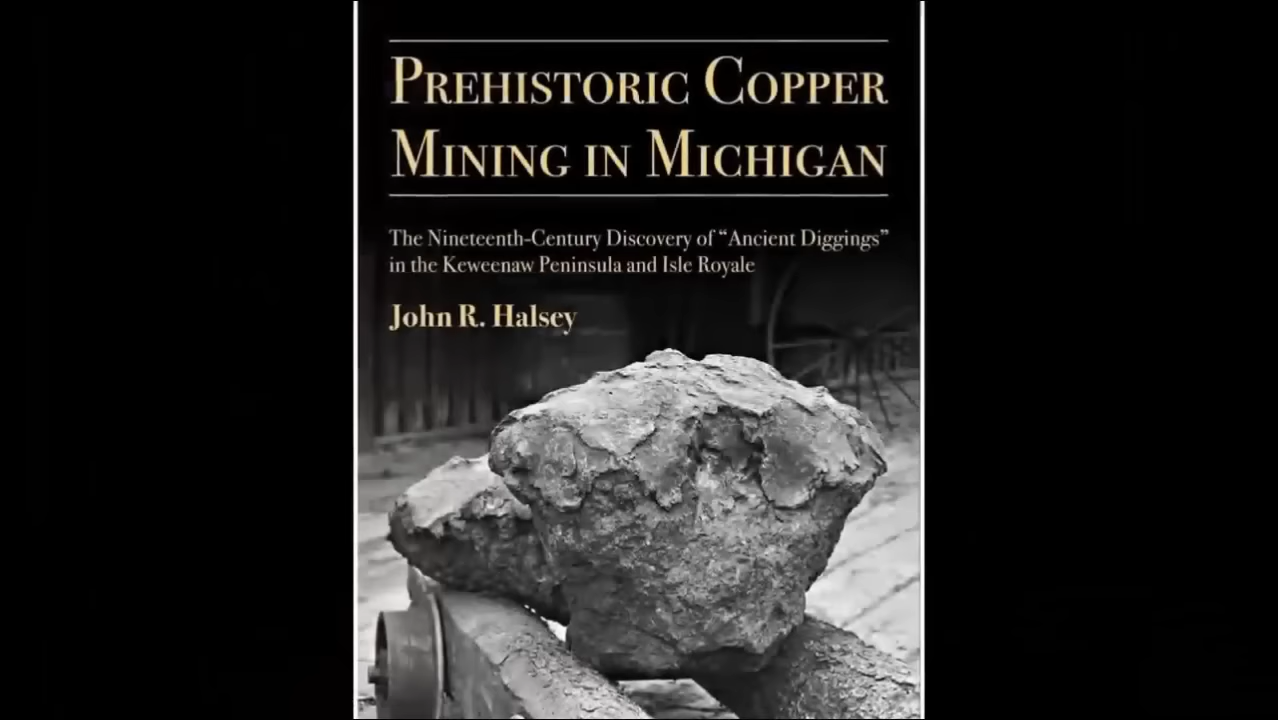 PREHISTORIC COPPER
MINING IN MICHIGAN
The Nineteenth-Century Discovery of “Ancient Diggings”
in the Keweenaw Peninsula and Isle Royale
John R. Halsey